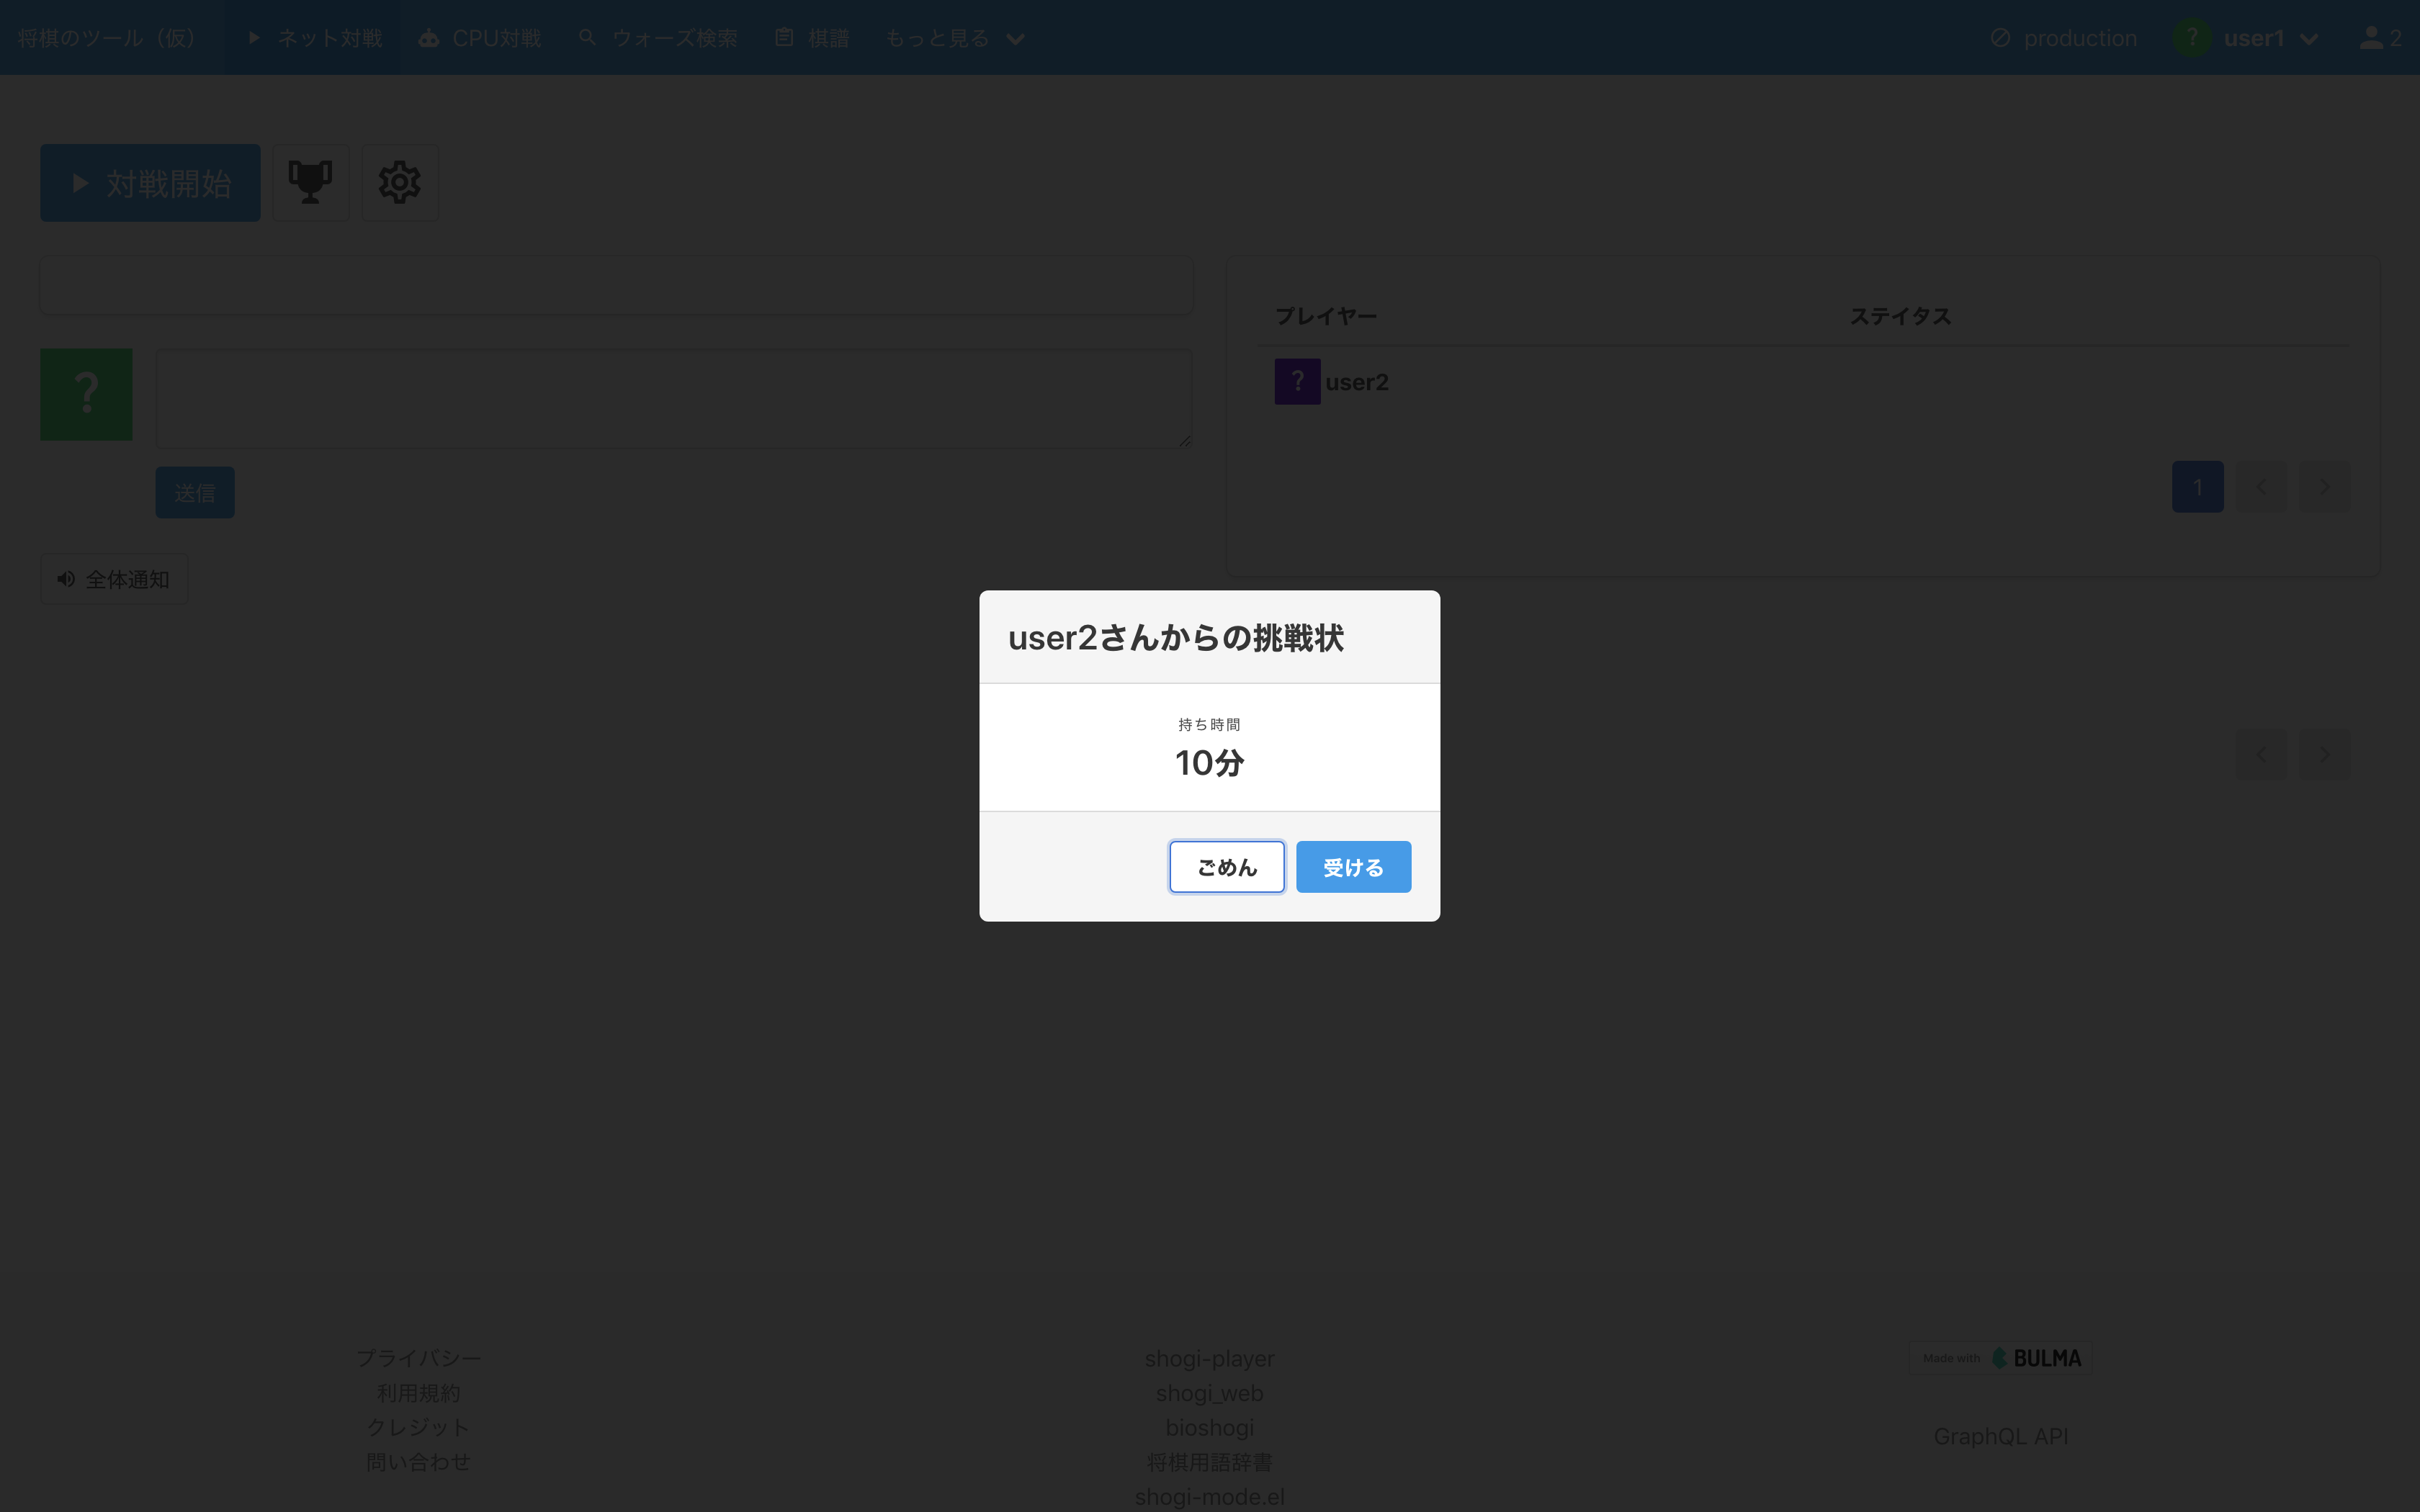 将棋のツール（仮） ネット対戦 CPU対戦 ウォーズ検索 棋譜 もっと見る production ? user1 2
対戦開始
プレイヤー ステイタス
? user2
?
1
送信
全体通知
user2さんからの挑戦状
持ち時間
10分
ごめん 受ける
プライバシー
利用規約
クレジット
問い合わせ
shogi-player
shogi_web
bioshogi
将棋用語辞書
shogi-mode.el
Made with BULMA
GraphQL API